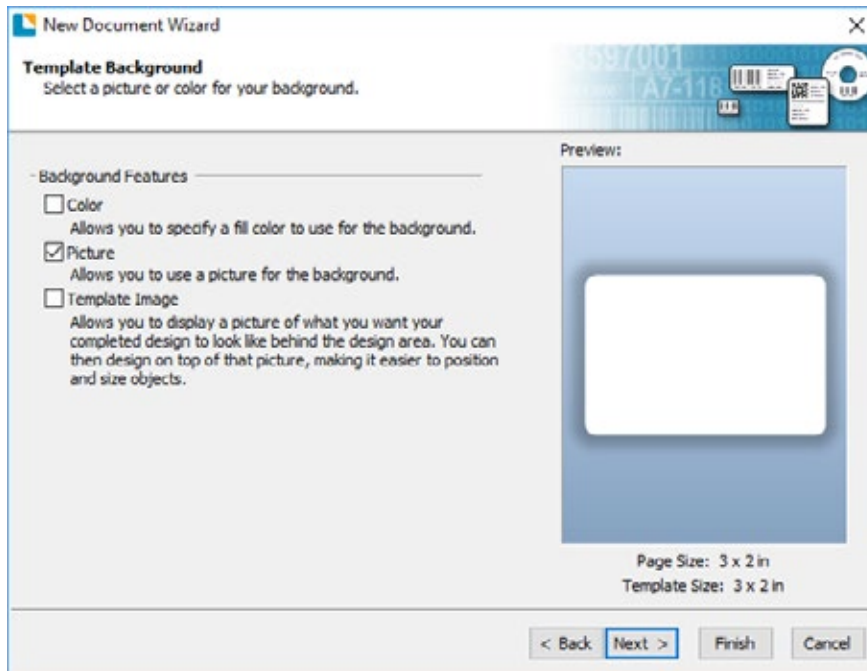 New Document Wizard
Template Background
Select a picture or color for your background.
3597001
A7-118
Preview:
Background Features
Color
Allows you to specify a fill color to use for the background.
Picture
Allows you to use a picture for the background.
Template Image
Allows you to display a picture of what you want your
completed design to look like behind the design area. You can
then design on top of that picture, making it easier to position
and size objects.
Page Size: 3 x 2 in
Template Size: 3 x 2 in
< Back
Next >
Finish
Cancel